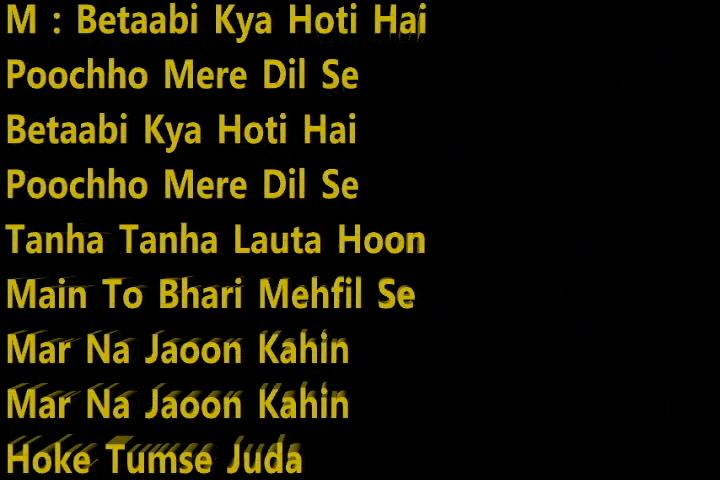 M : Betaabi Kya Hoti Hai
Poochho Mere Dil Se
Betaabi Kya Hoti Hai
Poochho Mere Dil Se
Tanha Tanha Lauta Hoon
Main To Bhari Mehfil Se
Mar Na Jaoon Kahin
Mar Na Jaoon Kahin
Hoke Tumse Juda